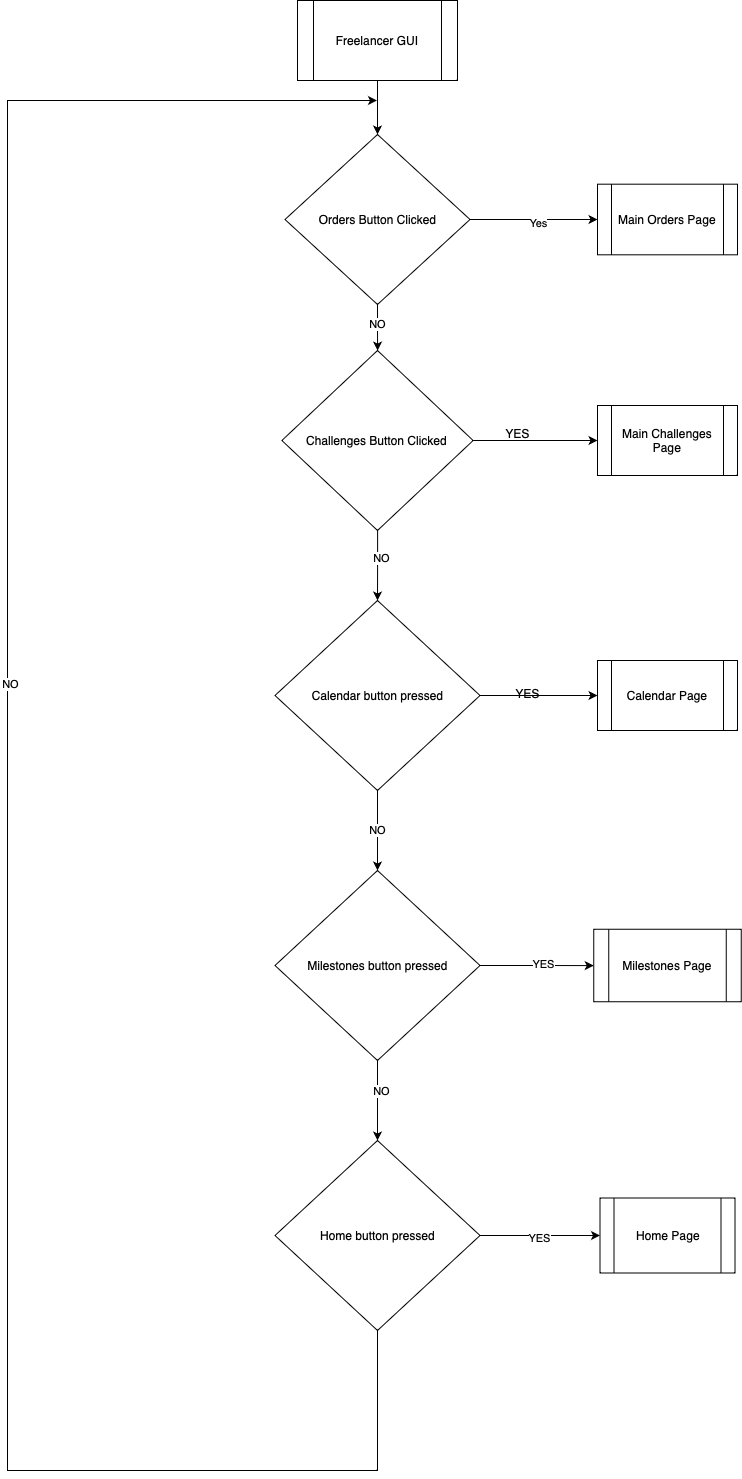 Freelancer GUI
Orders Button Clicked
Yes
Main Orders Page
NO
Challenges Button Clicked
YES
Main Challenges
Page
NO
Calendar button pressed
YES
Calendar Page
NO
NO
Milestones button pressed
YES
Milestones Page
NO
Home button pressed
YES
Home Page